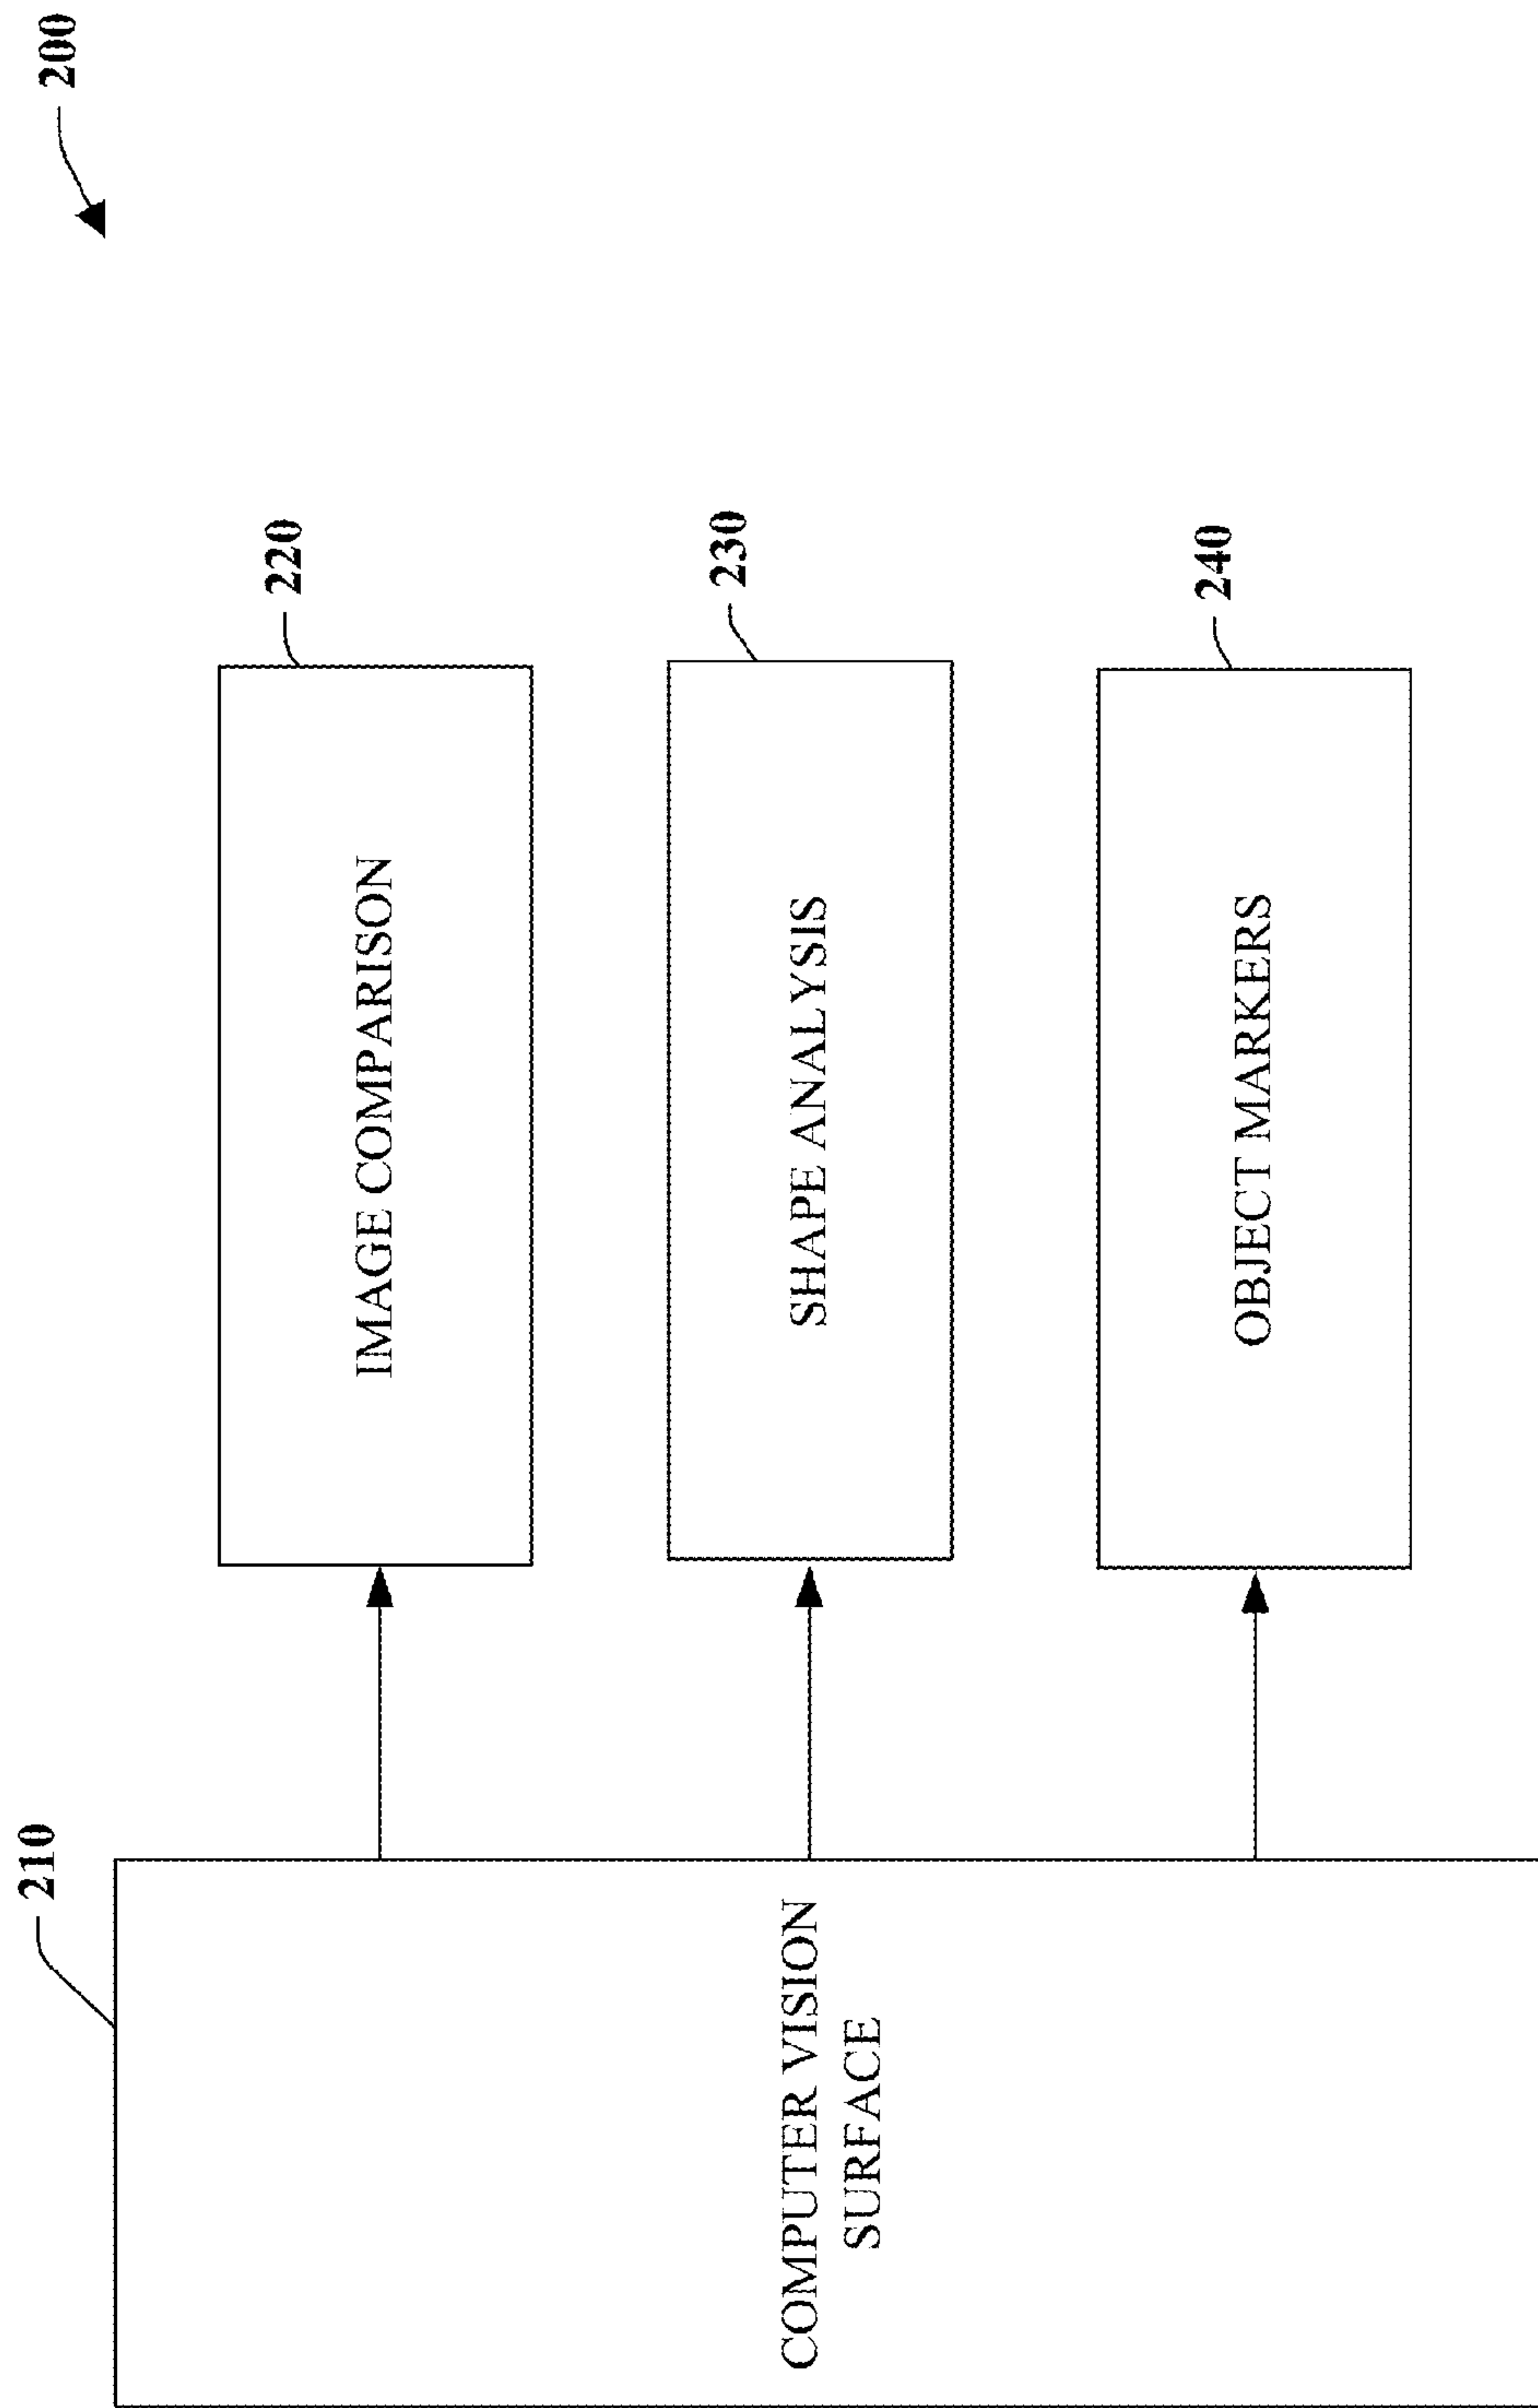 200
210
COMPUTER VISION
SURFACE
220
IMAGE COMPARISON
230
SHAPE ANALYSIS
240
OBJECT MARKERS